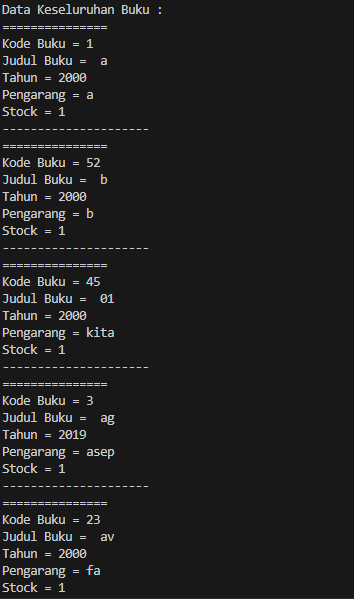 Data Keseluruhan Buku :
===============
Kode Buku = 1
Judul Buku =  a
Tahun = 2000
Pengarang = a
Stock = 1
---------------------
===============
Kode Buku = 52
Judul Buku =  b
Tahun = 2000
Pengarang = b
Stock = 1
---------------------
===============
Kode Buku = 45
Judul Buku =  01
Tahun = 2000
Pengarang = kita
Stock = 1
---------------------
===============
Kode Buku = 3
Judul Buku =  ag
Tahun = 2019
Pengarang = asep
Stock = 1
---------------------
===============
Kode Buku = 23
Judul Buku =  av
Tahun = 2000
Pengarang = fa
Stock = 1